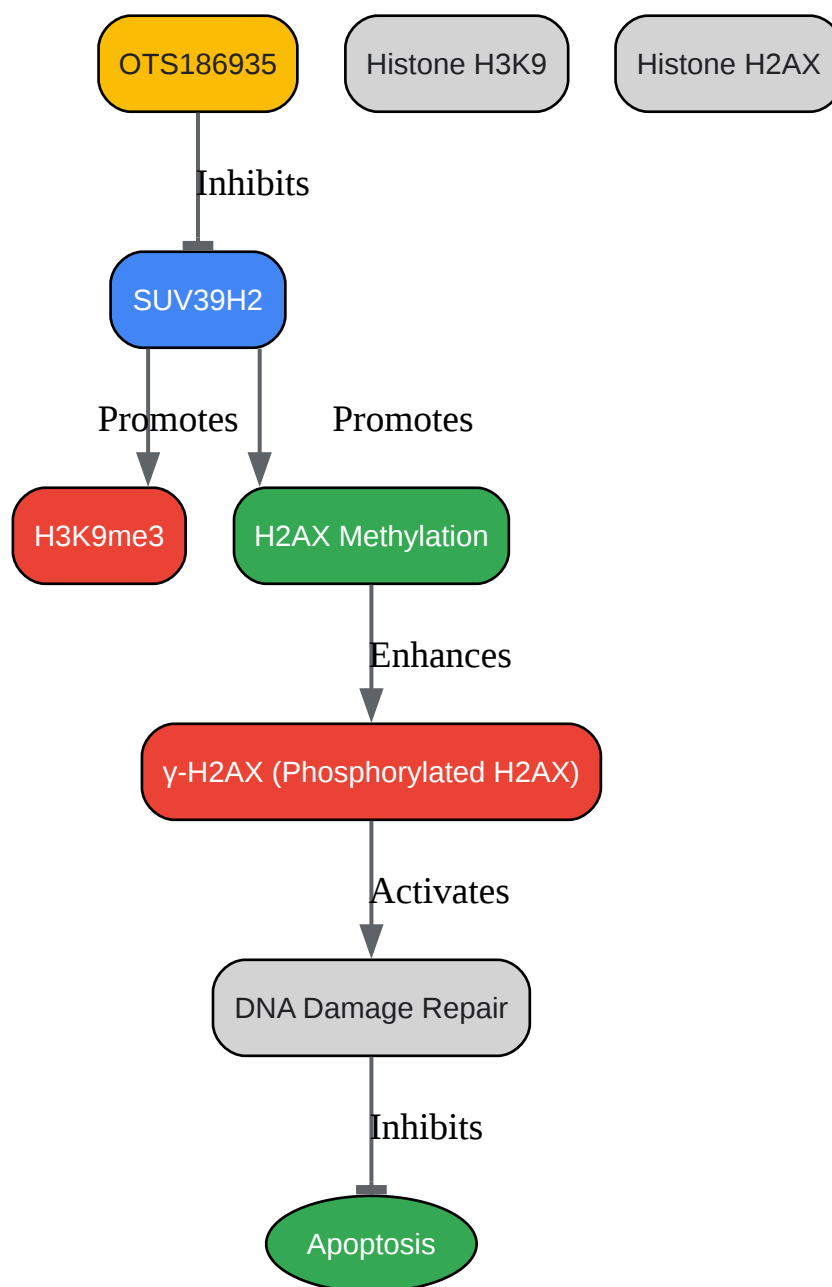 OTS186935
Histone H3K9
Histone H2AX
Inhibits
SUV39H2
Promotes
Promotes
H3K9me3
H2AX Methylation
Enhances
γ-H2AX (Phosphorylated H2AX)
Activates
DNA Damage Repair
Inhibits
Apoptosis